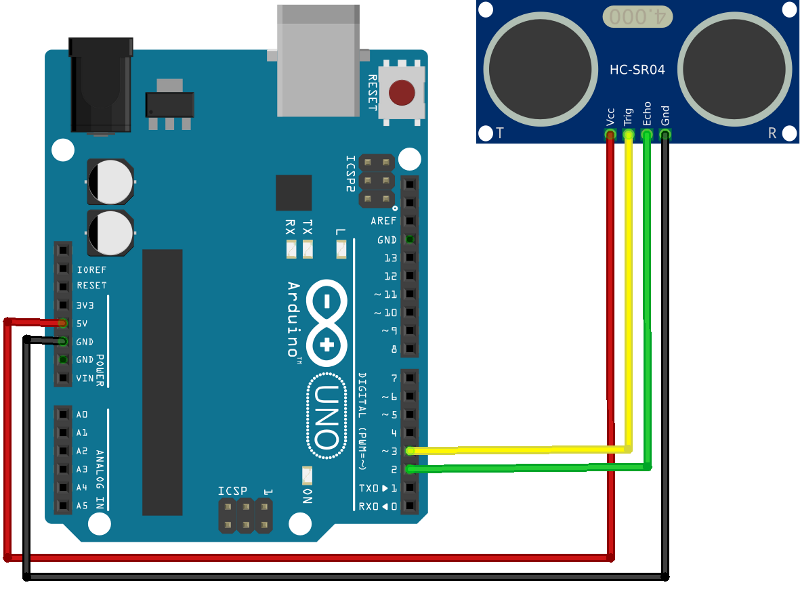 4.000
HC-SR04
Vcc
Trig
Echo
Gnd
T
R
RESET
ICSP2
AREF
GND
13
12
~11
~10
~9
8
7
~6
~5
4
~3
2
TX0▶1
RX0◀0
DIGITAL (PWM=~)
RX
TX
L
Arduino™
UNO
IOREF
RESET
3V3
5V
GND
GND
VIN
POWER
A0
A1
A2
A3
A4
A5
ANALOG IN
ICSP
1
ON